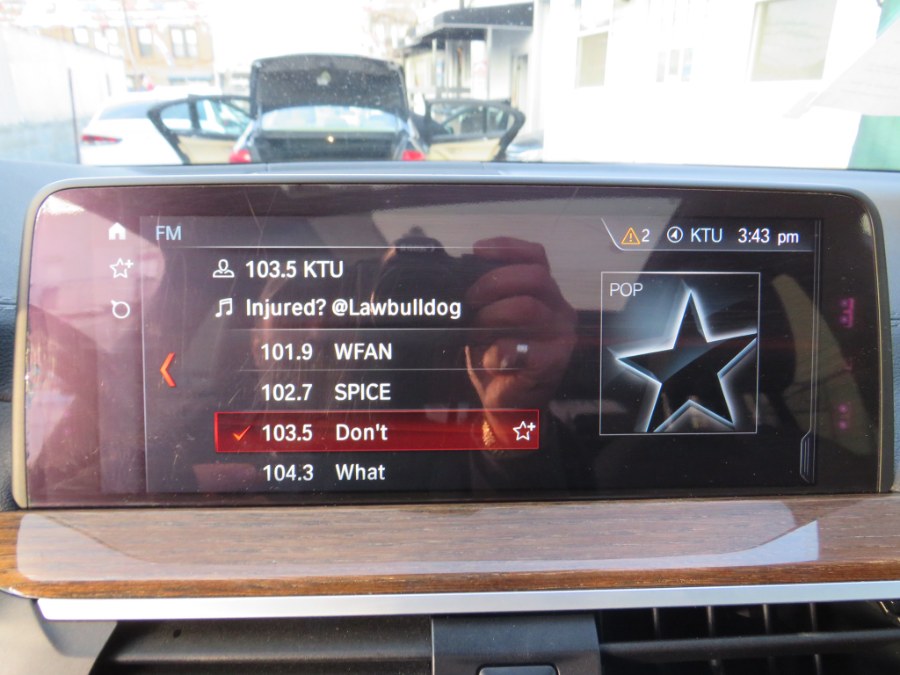 FM
2 KTU 3:43 pm
103.5 KTU
Injured? @Lawbulldog
101.9 WFAN
102.7 SPICE
103.5 Don't
104.3 What
POP